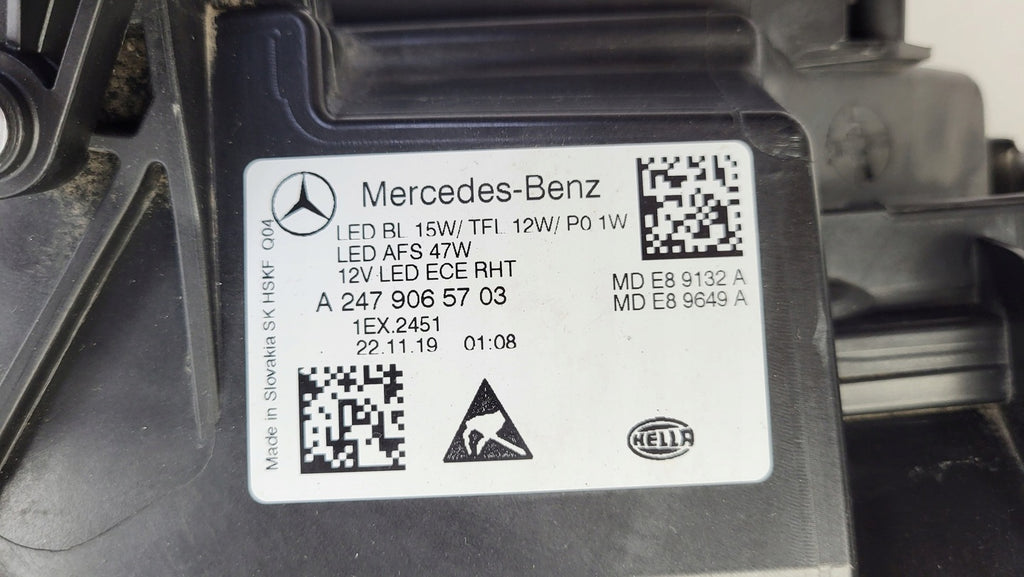 Mercedes-Benz
LED BL 15W/ TFL 12W/ P0 1W
LED AFS 47W
12V LED ECE RHT
A 247 906 57 03
1EX.2451
22.11.19 01:08
MD E8 9132 A
MD E8 9649 A
HELLA
Made in Slovakia SK HSKF Q04